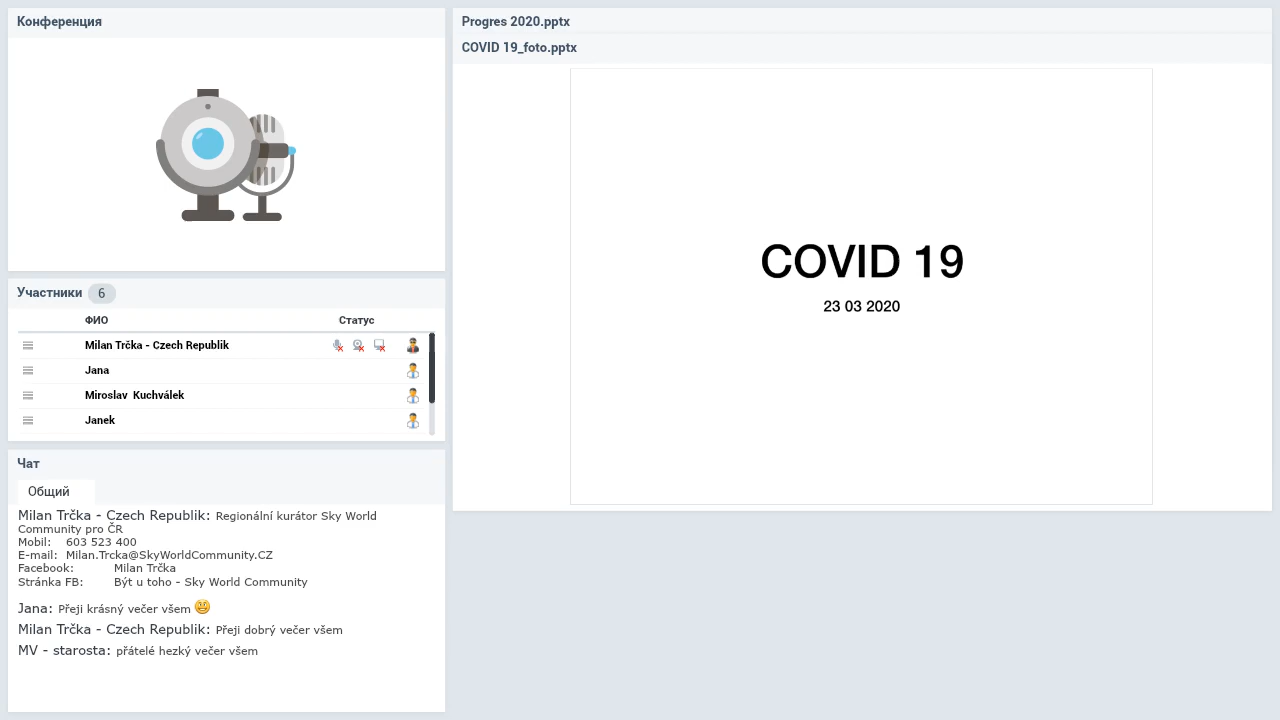 Конференция
Участники 6
ФИО Статус
Milan Trčka - Czech Republik
Jana
Miroslav Kuchválek
Janek
Чат
Общий
Milan Trčka - Czech Republik: Regionální kurátor Sky World
Community pro ČR
Mobil: 603 523 400
E-mail: Milan.Trcka@SkyWorldCommunity.CZ
Facebook: Milan Trčka
Stránka FB: Být u toho - Sky World Community
Jana: Přeji krásný večer všem
Milan Trčka - Czech Republik: Přeji dobrý večer všem
MV - starosta: přátelé hezký večer všem
Progres 2020.pptx
COVID 19_foto.pptx
COVID 19
23 03 2020